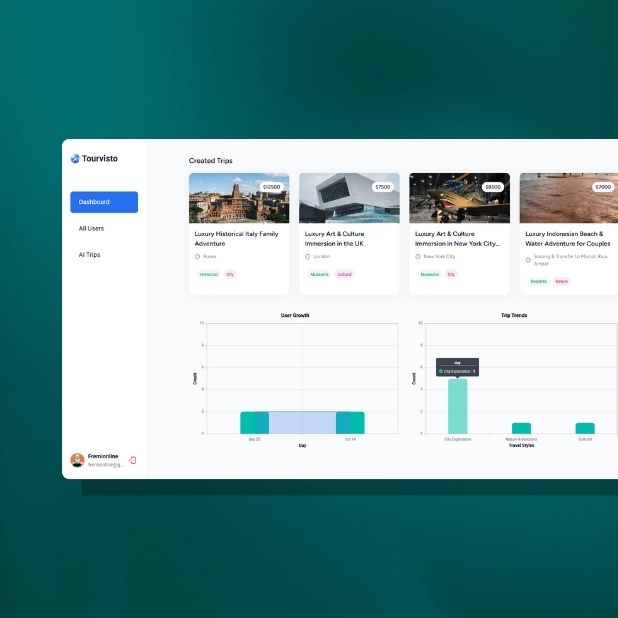 Tourvisto
Dashboard
All Users
AI Trips
Fremionline
fremionline@g...
Created Trips
$12500
Luxury Historical Italy Family
Adventure
Rome
Historical City
$7500
Luxury Art & Culture
Immersion in the UK
London
Museums Cultural
$8500
Luxury Art & Culture
Immersion in New York City...
New York City
Museums City
$7000
Luxury Indonesian Beach &
Water Adventure for Couples
Sorong & Transfer to Misool, Raja
Ampat
Beaches Nature
User Growth
10
8
6
4
2
0
Count
Sep 22 Oct 14
Day
Trip Trends
10
8
6
4
2
0
Count
day
City Exploration : 5
City Exploration Nature & Outdoors Cultural
Travel Styles